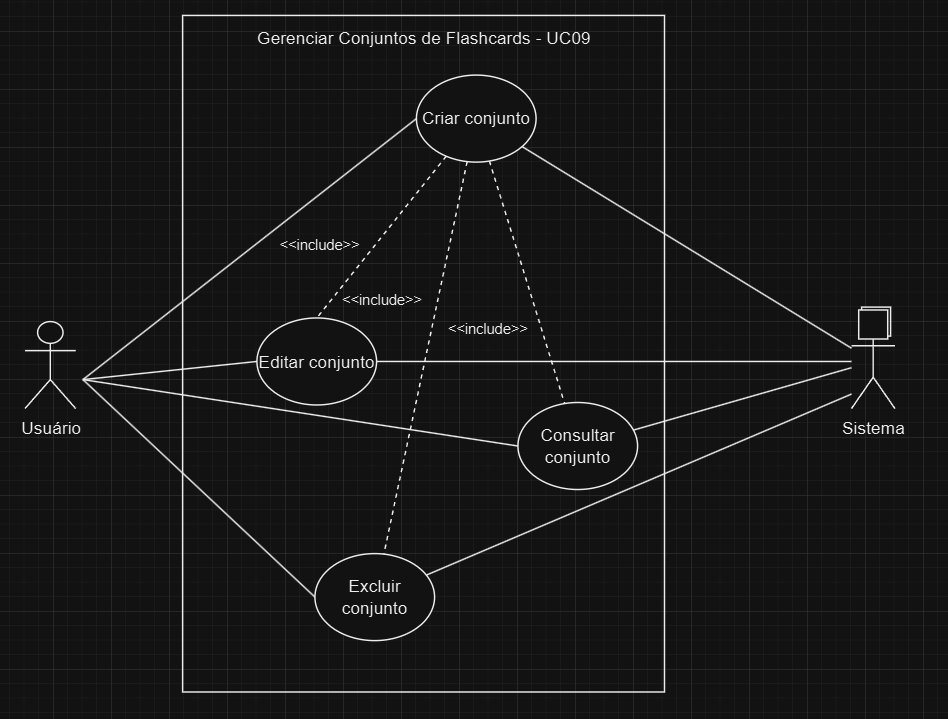 Gerenciar Conjuntos de Flashcards - UC09
Criar conjunto
<<include>>
<<include>>
<<include>>
Editar conjunto
Usuário
Sistema
Consultar
conjunto
Excluir
conjunto